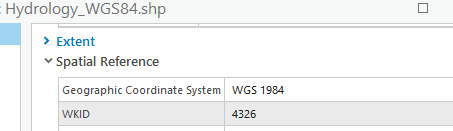 : Hydrology_WGS84.shp
Extent
Spatial Reference
Geographic Coordinate System WGS 1984
WKID 4326